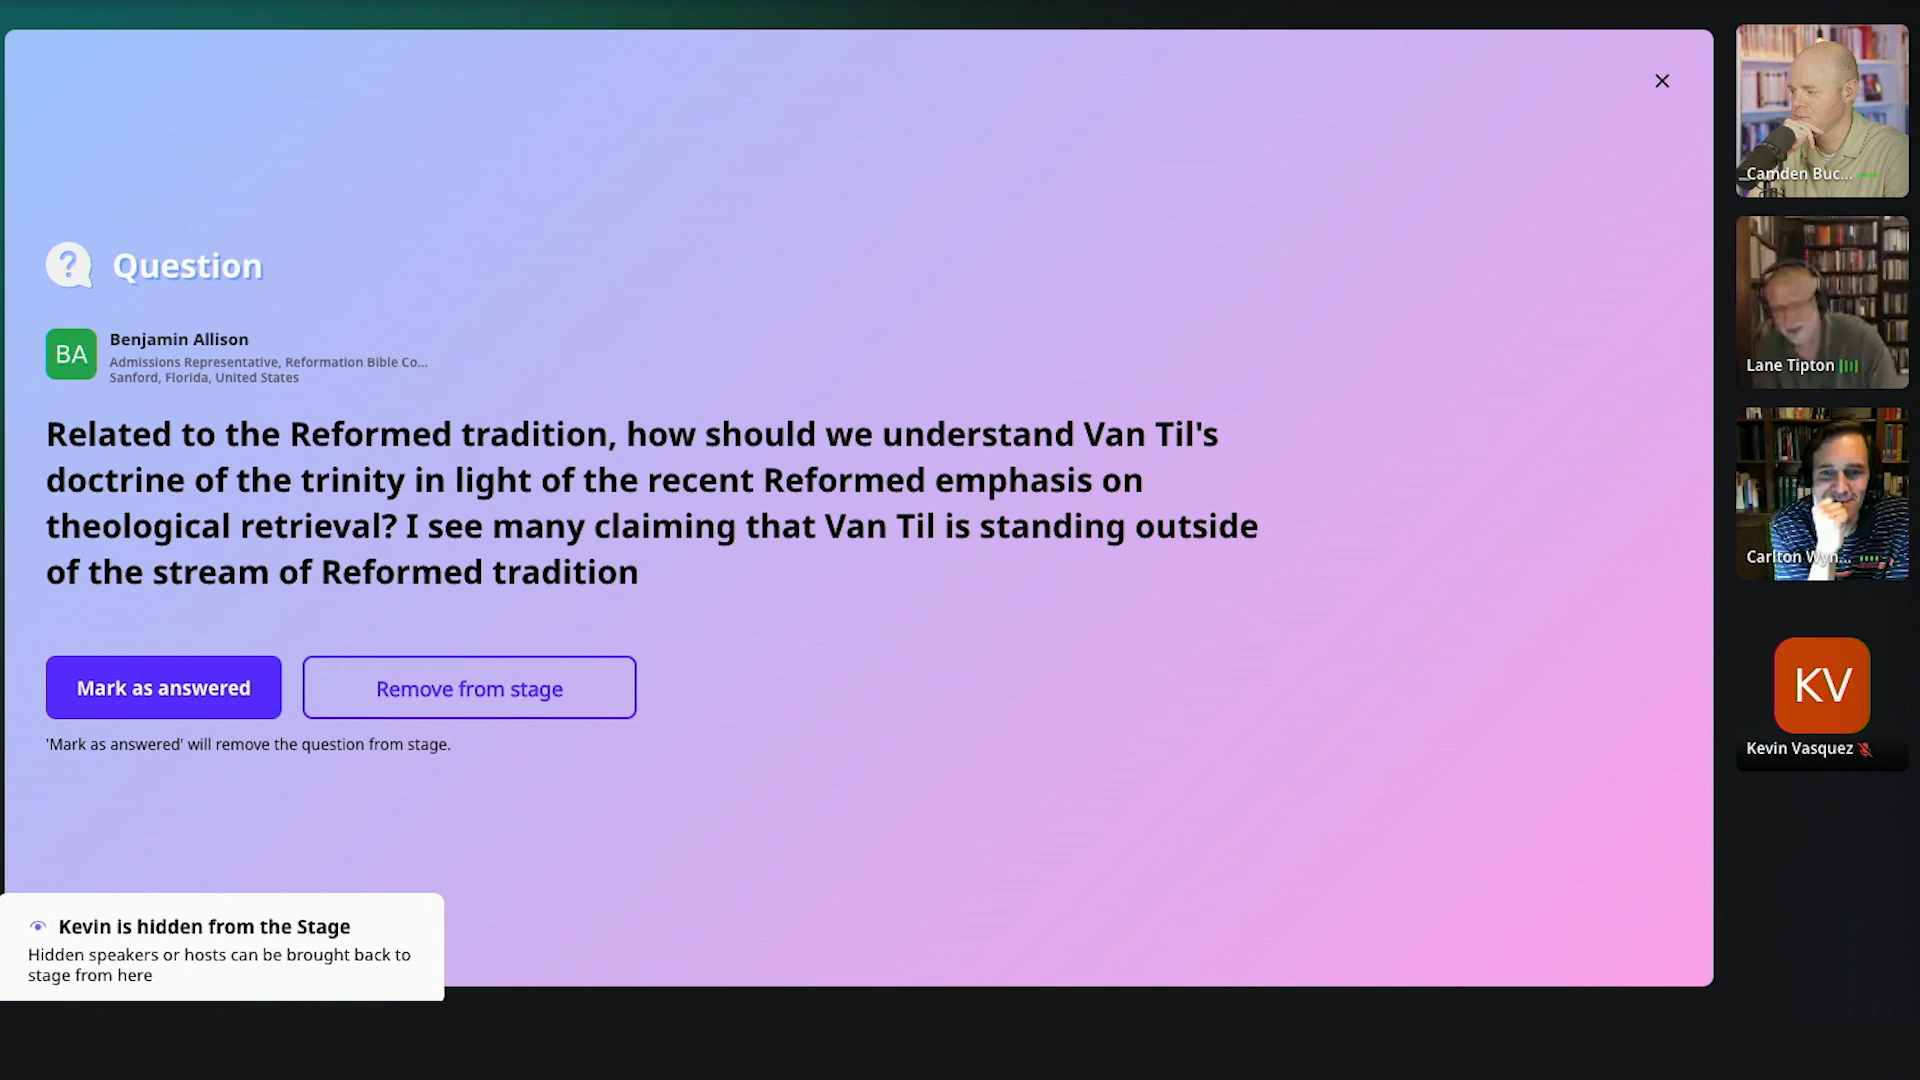 Question
BA
Benjamin Allison
Admissions Representative, Reformation Bible Co...
Sanford, Florida, United States
Related to the Reformed tradition, how should we understand Van Til's
doctrine of the trinity in light of the recent Reformed emphasis on
theological retrieval? I see many claiming that Van Til is standing outside
of the stream of Reformed tradition
Mark as answered
Remove from stage
'Mark as answered' will remove the question from stage.
Kevin is hidden from the Stage
Hidden speakers or hosts can be brought back to
stage from here
Camden Buc...
Lane Tipton
Carlton Wyn...
KV
Kevin Vasquez